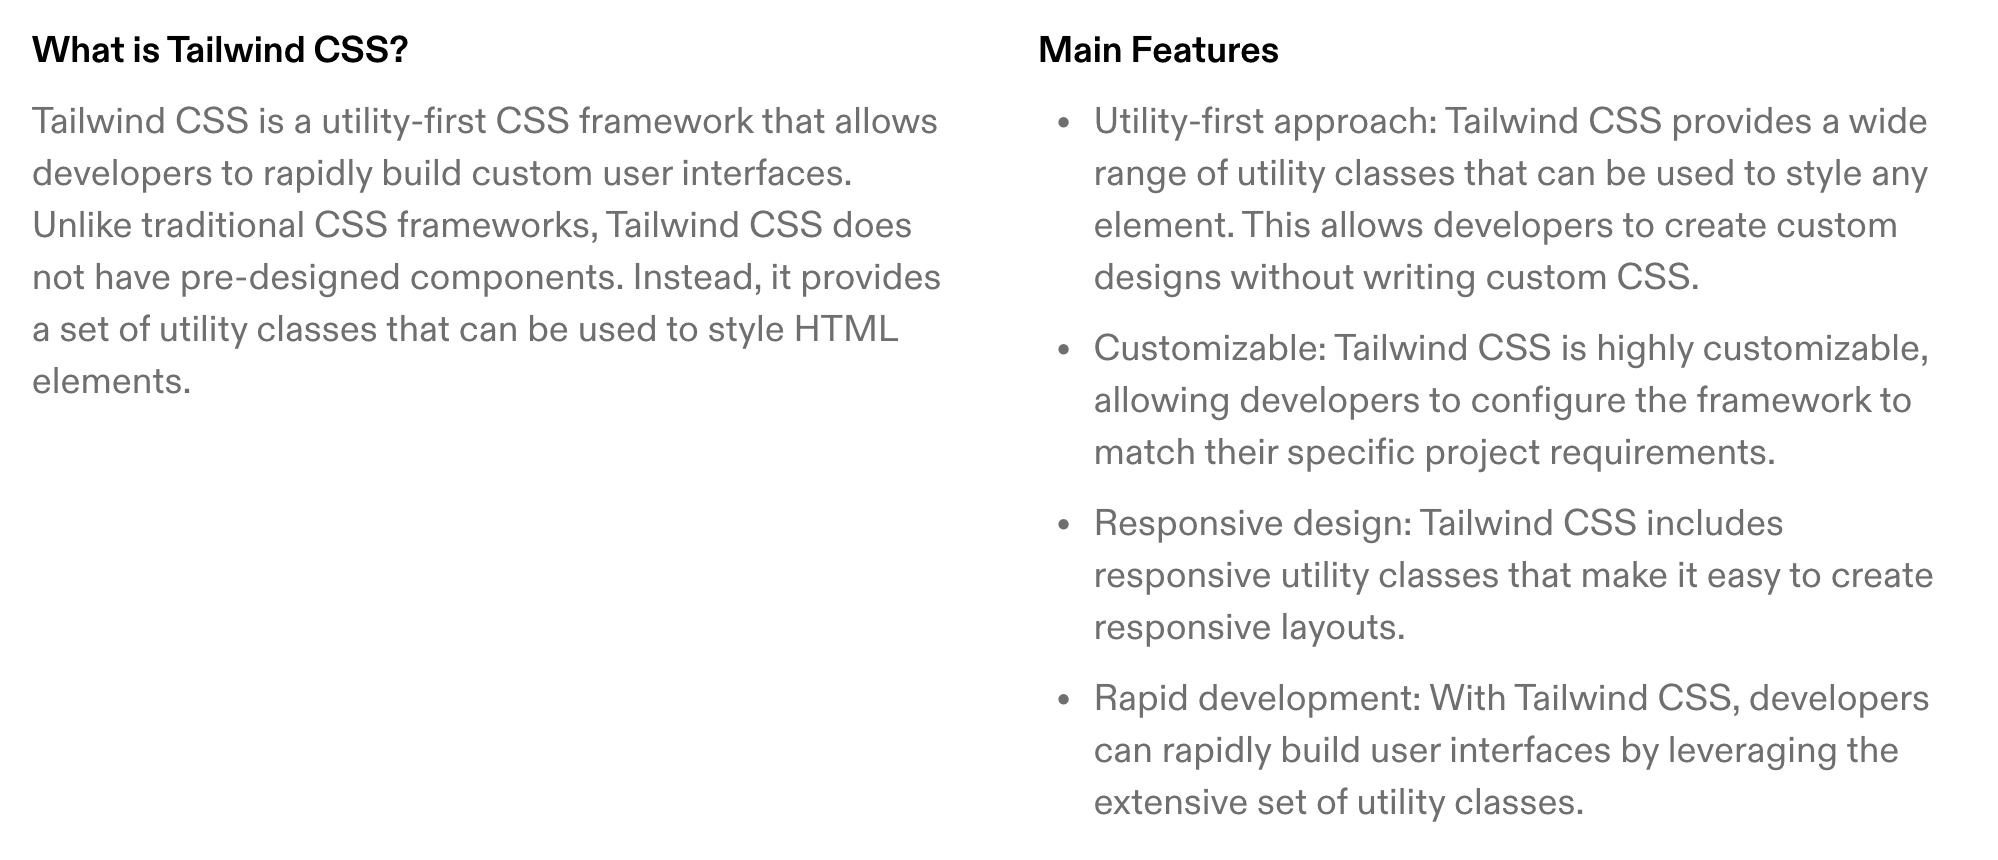 What is Tailwind CSS?
Tailwind CSS is a utility-first CSS framework that allows
developers to rapidly build custom user interfaces.
Unlike traditional CSS frameworks, Tailwind CSS does
not have pre-designed components. Instead, it provides
a set of utility classes that can be used to style HTML
elements.
Main Features
• Utility-first approach: Tailwind CSS provides a wide
range of utility classes that can be used to style any
element. This allows developers to create custom
designs without writing custom CSS.
• Customizable: Tailwind CSS is highly customizable,
allowing developers to configure the framework to
match their specific project requirements.
• Responsive design: Tailwind CSS includes
responsive utility classes that make it easy to create
responsive layouts.
• Rapid development: With Tailwind CSS, developers
can rapidly build user interfaces by leveraging the
extensive set of utility classes.